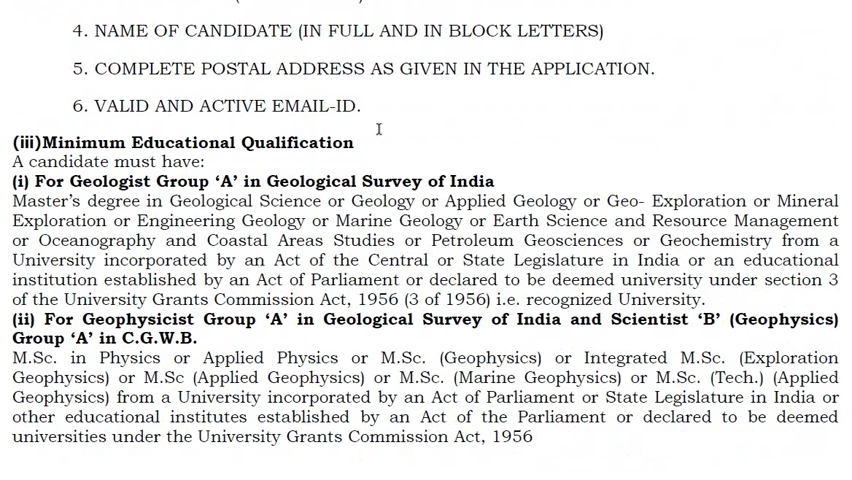 4. NAME OF CANDIDATE (IN FULL AND IN BLOCK LETTERS)
5. COMPLETE POSTAL ADDRESS AS GIVEN IN THE APPLICATION.
6. VALID AND ACTIVE EMAIL-ID.
(iii)Minimum Educational Qualification
A candidate must have:
(i) For Geologist Group ‘A’ in Geological Survey of India
Master’s degree in Geological Science or Geology or Applied Geology or Geo- Exploration or Mineral
Exploration or Engineering Geology or Marine Geology or Earth Science and Resource Management
or Oceanography and Coastal Areas Studies or Petroleum Geosciences or Geochemistry from a
University incorporated by an Act of the Central or State Legislature in India or an educational
institution established by an Act of Parliament or declared to be deemed university under section 3
of the University Grants Commission Act, 1956 (3 of 1956) i.e. recognized University.
(ii) For Geophysicist Group ‘A’ in Geological Survey of India and Scientist ‘B’ (Geophysics)
Group ‘A’ in C.G.W.B.
M.Sc. in Physics or Applied Physics or M.Sc. (Geophysics) or Integrated M.Sc. (Exploration
Geophysics) or M.Sc (Applied Geophysics) or M.Sc. (Marine Geophysics) or M.Sc. (Tech.) (Applied
Geophysics) from a University incorporated by an Act of Parliament or State Legislature in India or
other educational institutes established by an Act of the Parliament or declared to be deemed
universities under the University Grants Commission Act, 1956